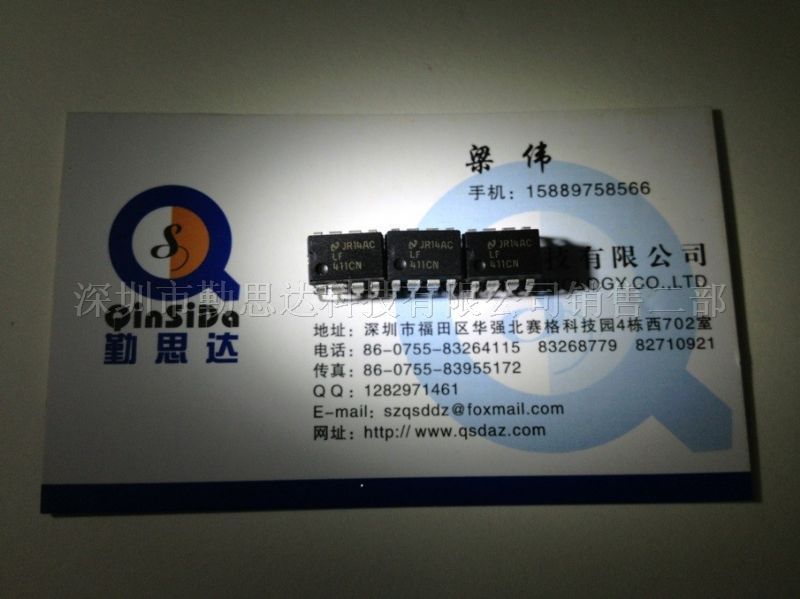 梁 伟
手机：15889758566
JR14AC
LF
411CN
JR14AC
LF
411CN
JR14AC
LF
411CN
技有限公司
OGY CO.,LTD
深圳市勤思达科技有限公司销售二部
QinSiDa
勤思达
地址：深圳市福田区华强北赛格科技园4栋西702室
电话：86-0755-83264115 83268779 82710921
传真：86-0755-83955172
QQ：1282971461
E-mail：szqsddz@foxmail.com
网址：http:// www.qsdaz.com